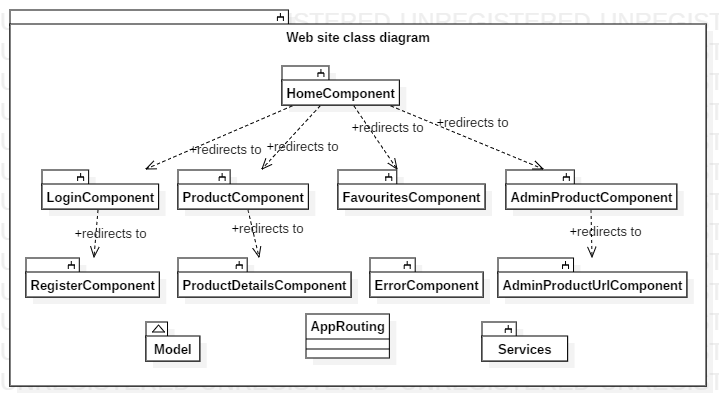 UNREGISTERED UNREGISTERED UNREGISTERED
Web site class diagram
HomeComponent
+redirects to
+redirects to
+redirects to
+redirects to
LoginComponent
ProductComponent
FavouritesComponent
AdminProductComponent
+redirects to
+redirects to
+redirects to
RegisterComponent
ProductDetailsComponent
ErrorComponent
AdminProductUrlComponent
Model
AppRouting
Services
UNREGISTERED UNREGISTERED UNREGISTERED